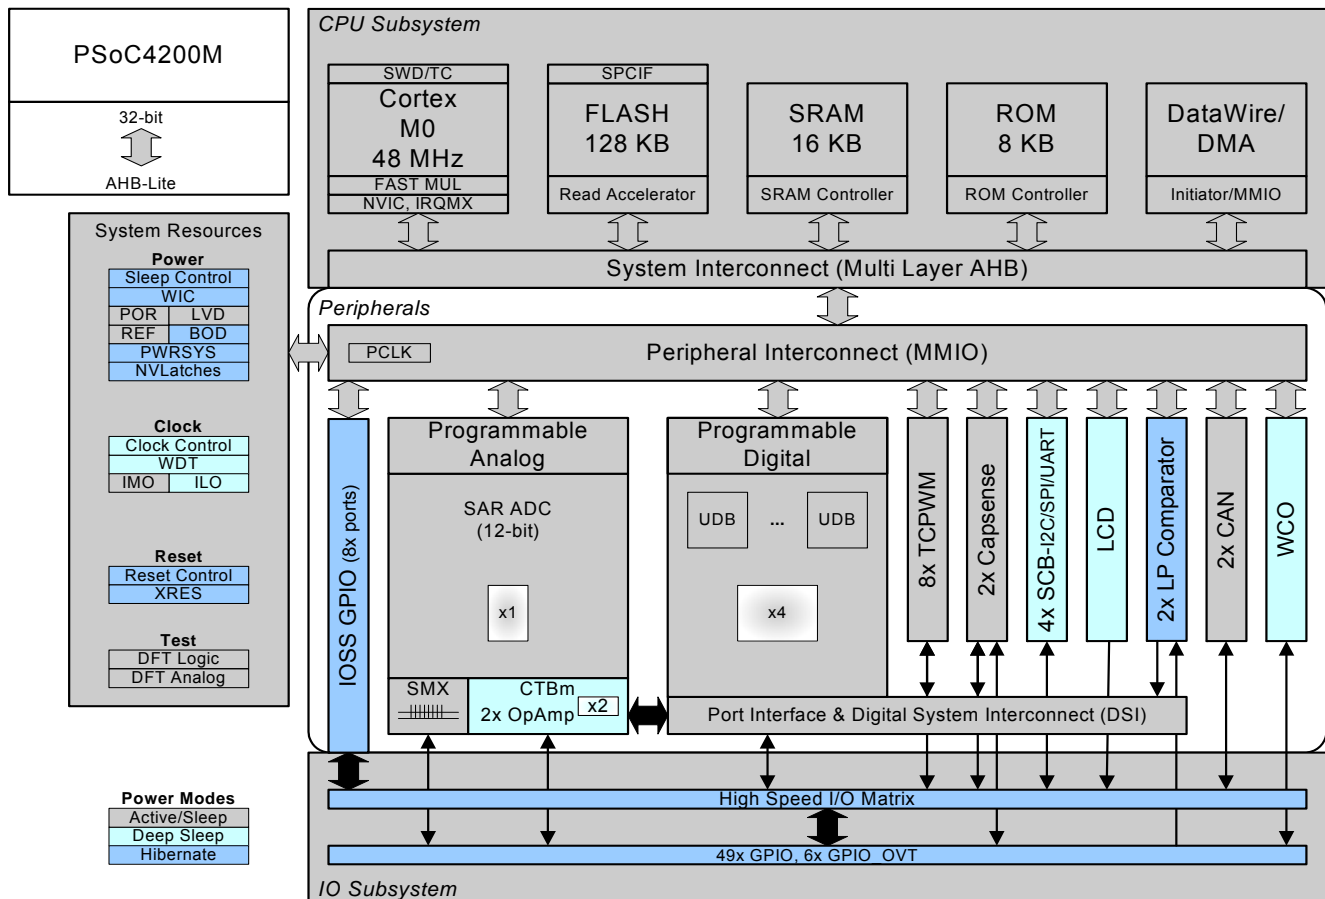 PSoC4200M
32-bit
AHB-Lite
CPU Subsystem
SWD/TC
Cortex
M0
48 MHz
FAST MUL
NVIC, IRQMX
SPCIF
FLASH
128 KB
Read Accelerator
SRAM
16 KB
SRAM Controller
ROM
8 KB
ROM Controller
DataWire/
DMA
Initiator/MMIO
System Interconnect (Multi Layer AHB)
System Resources
Power
Sleep Control
WIC
POR LVD
REF BOD
PWRSYS
NVLatches
Clock
Clock Control
WDT
IMO ILO
Reset
Reset Control
XRES
Test
DFT Logic
DFT Analog
Peripherals
PCLK
Peripheral Interconnect (MMIO)
IOSS GPIO (8x ports)
Programmable
Analog
SAR ADC
(12-bit)
x1
SMX
CTBm
2x OpAmp
x2
Programmable
Digital
UDB ... UDB
x4
8x TCPWM
2x Capsense
4x SCB-I2C/SPI/UART
LCD
2x LP Comparator
2x CAN
WCO
Port Interface & Digital System Interconnect (DSI)
Power Modes
Active/Sleep
Deep Sleep
Hibernate
High Speed I/O Matrix
49x GPIO, 6x GPIO_OVT
IO Subsystem